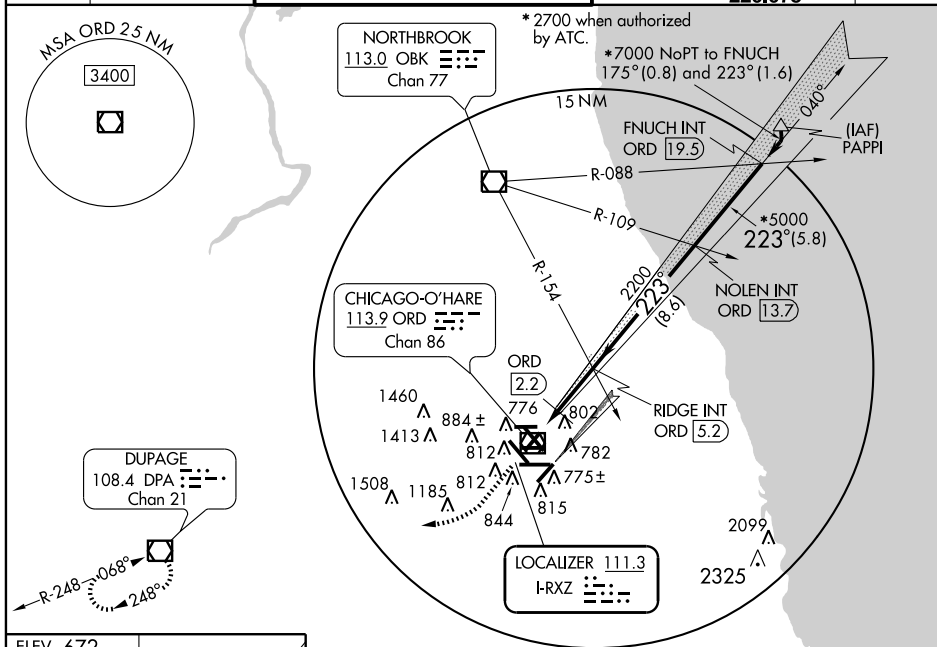 * 2700 when authorized
by ATC.
MSA ORD 25 NM
3400
NORTHBROOK
113.0 OBK
Chan 77
*7000 NoPT to FNUCH
175° (0.8) and 223° (1.6)
15 NM
040°
(IAF)
PAPPI
FNUCH INT
ORD 19.5
R-088
R-109
R-154
*5000
223° (5.8)
NOLEN INT
ORD 13.7
2200
223°
(8.6)
CHICAGO-O'HARE
113.9 ORD
Chan 86
ORD
2.2
RIDGE INT
ORD 5.2
1460
1413
884 ±
776
802
812
782
812
775±
1508
1185
844
815
DUPAGE
108.4 DPA
Chan 21
R-248
068°
248°
LOCALIZER 111.3
I-RXZ
2099
2325